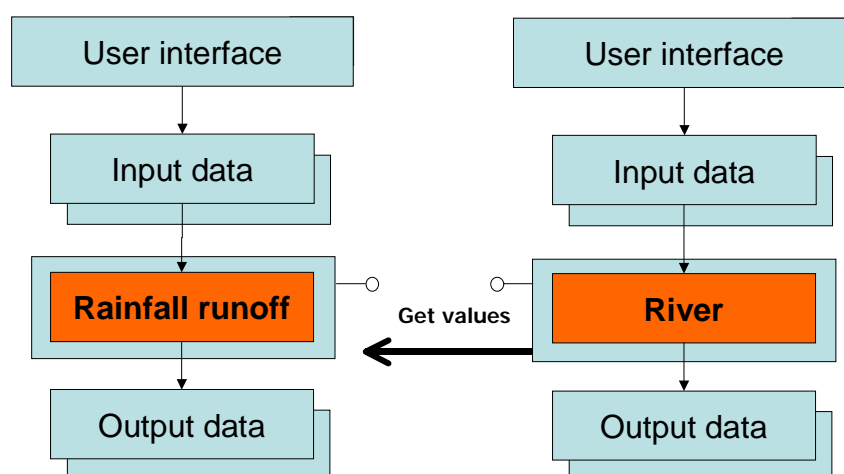 User interface
Input data
Rainfall runoff
Output data
Get values
User interface
Input data
River
Output data